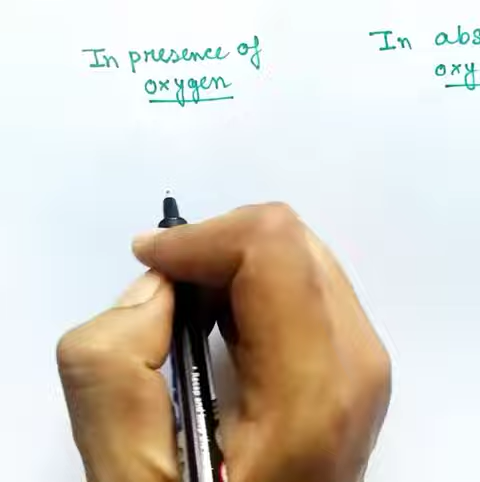 In presence of
oxygen
In abs
oxy